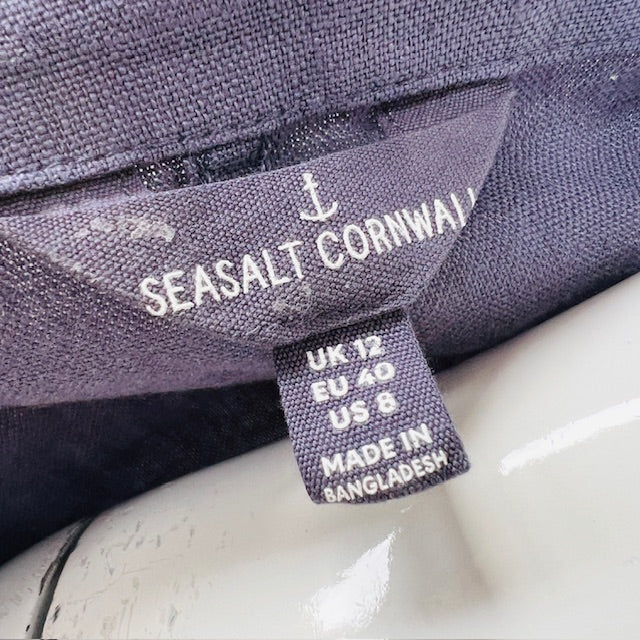 SEASALT CORNWALL
UK 12
EU 40
US 8
MADE IN
BANGLADESH